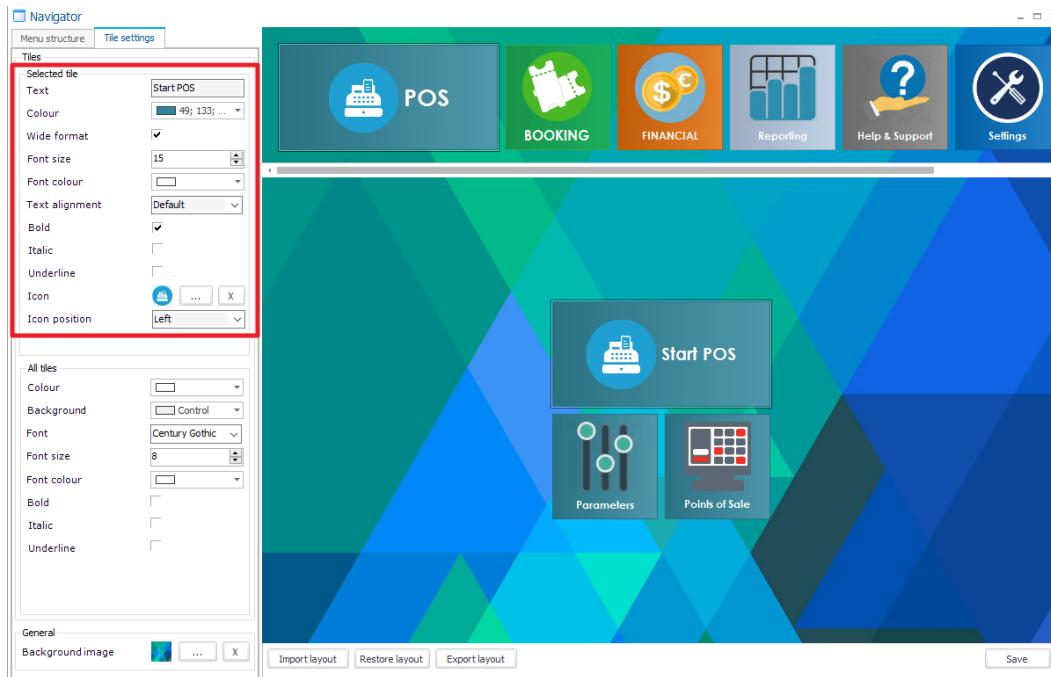 Navigator
Menu structure
Tile settings
Tiles
Selected tile
Text
Start POS
Colour
49; 133; ...
Wide format
Font size
15
Font colour
Text alignment
Default
Bold
Italic
Underline
Icon
...
X
Icon position
Left
All tiles
Colour
Background
Control
Font
Century Gothic
Font size
8
Font colour
Bold
Italic
Underline
General
Background image
...
X
POS
BOOKING
FINANCIAL
Reporting
Help & Support
Settings
Start POS
Parameters
Points of Sale
Import layout
Restore layout
Export layout
Save